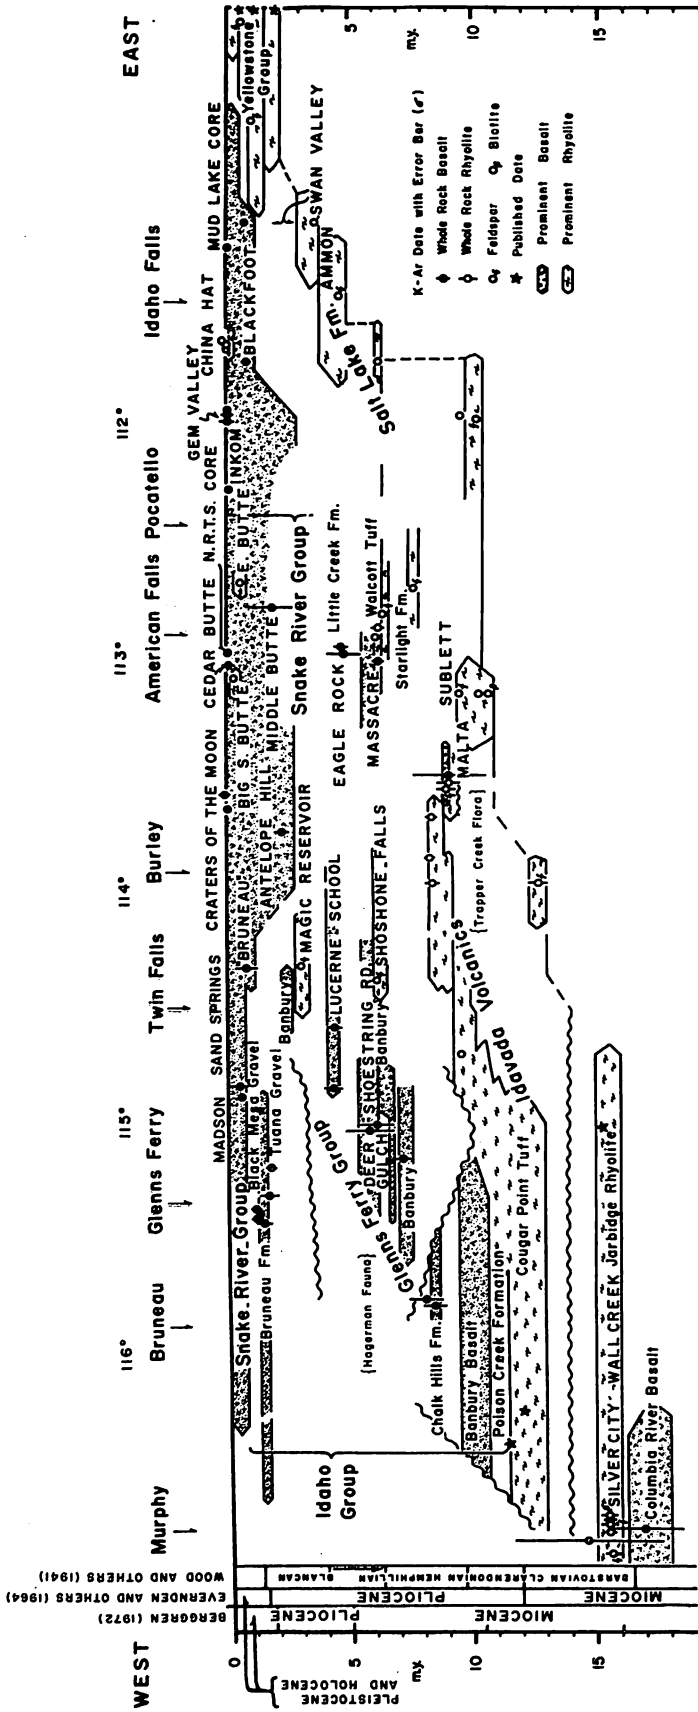 WEST
EAST
116°
115°
114°
113°
112°
Murphy
Bruneau
Glenns Ferry
Twin Falls
Burley
American Falls
Pocatello
Idaho Falls
BERGGREN (1972)
EVERNDEN AND OTHERS (1964)
WOOD AND OTHERS (1941)
PLEISTOCENE
AND HOLOCENE
PLIOCENE
MIOCENE
PLIOCENE
MIOCENE
BLANCAN
HEMPHILLIAN
CLARENDONIAN
BARSTOVIAN
0
5
m.y.
10
15
MADSON
SAND SPRINGS
CRATERS OF THE MOON
CEDAR BUTTE
N.R.T.S. CORE
GEM VALLEY
CHINA HAT
MUD LAKE CORE
Snake River Group
Black Mesa Gravel
BRUNEAU
BIG S. BUTTE
E. BUTTE
INKOM
BLACKFOOT
Yellowstone
Group
Bruneau Fm.
Tuana Gravel
ANTELOPE HILL
MIDDLE BUTTE
Banbury
MAGIC RESERVOIR
Snake River Group
SWAN VALLEY
AMMON
Idaho
Group
Glenns Ferry Group
{Hagerman Fauna}
LUCERNE SCHOOL
EAGLE ROCK
Little Creek Fm.
Salt Lake Fm.
DEER
GULCH
SHOESTRING RD.
Banbury
SHOSHONE FALLS
MASSACRE
Walcott Tuff
Starlight Fm.
Banbury
Chalk Hills Fm.
Banbury Basalt
Poison Creek Formation
Cougar Point Tuff
Idavada Volcanics
{Trapper Creek Flora}
MALTA
SUBLETT
SILVER CITY
WALL CREEK
Jarbidge Rhyolite
Columbia River Basalt
K-Ar Date with Error Bar (σ)
Whole Rock Basalt
Whole Rock Rhyolite
Feldspar
Biotite
Published Date
Prominent Basalt
Prominent Rhyolite
5
m.y.
10
15